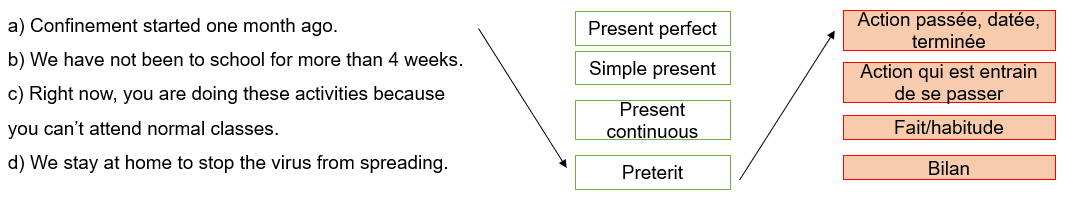 a) Confinement started one month ago.
b) We have not been to school for more than 4 weeks.
c) Right now, you are doing these activities because
you can’t attend normal classes.
d) We stay at home to stop the virus from spreading.
Present perfect
Simple present
Present
continuous
Preterit
Action passée, datée,
terminée
Action qui est entrain
de se passer
Fait/habitude
Bilan